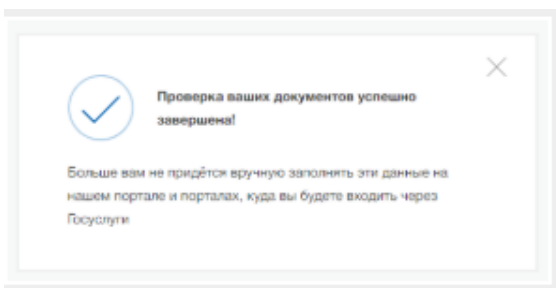 Проверка ваших документов успешно
завершена!
Больше вам не придётся вручную заполнять эти данные на
нашем портале и порталах, куда вы будете входить через
Госуслуги